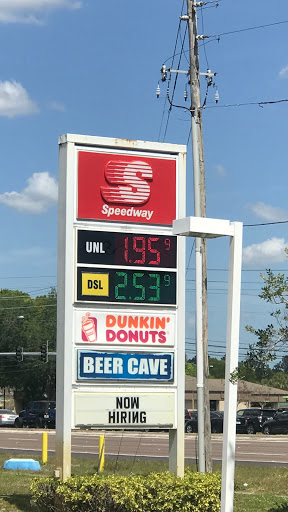 Speedway
UNL 1.95 9
DSL 2.53 9
DUNKIN'
DONUTS
BEER CAVE
NOW
HIRING